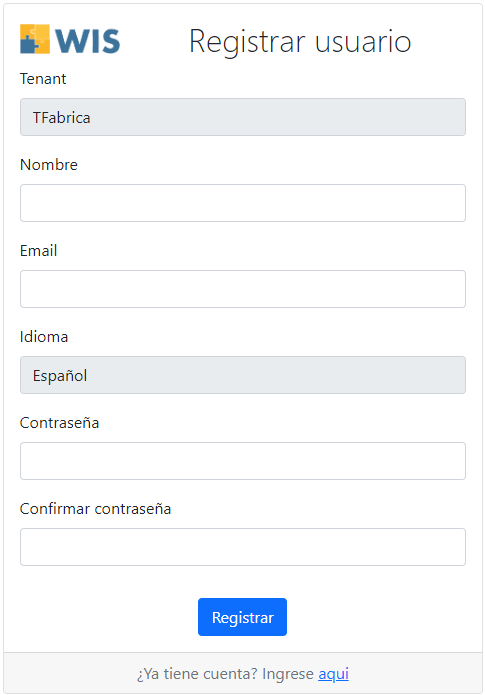 WIS
Registrar usuario
Tenant
TFabrica
Nombre
Email
Idioma
Español
Contraseña
Confirmar contraseña
Registrar
¿Ya tiene cuenta? Ingrese aqui